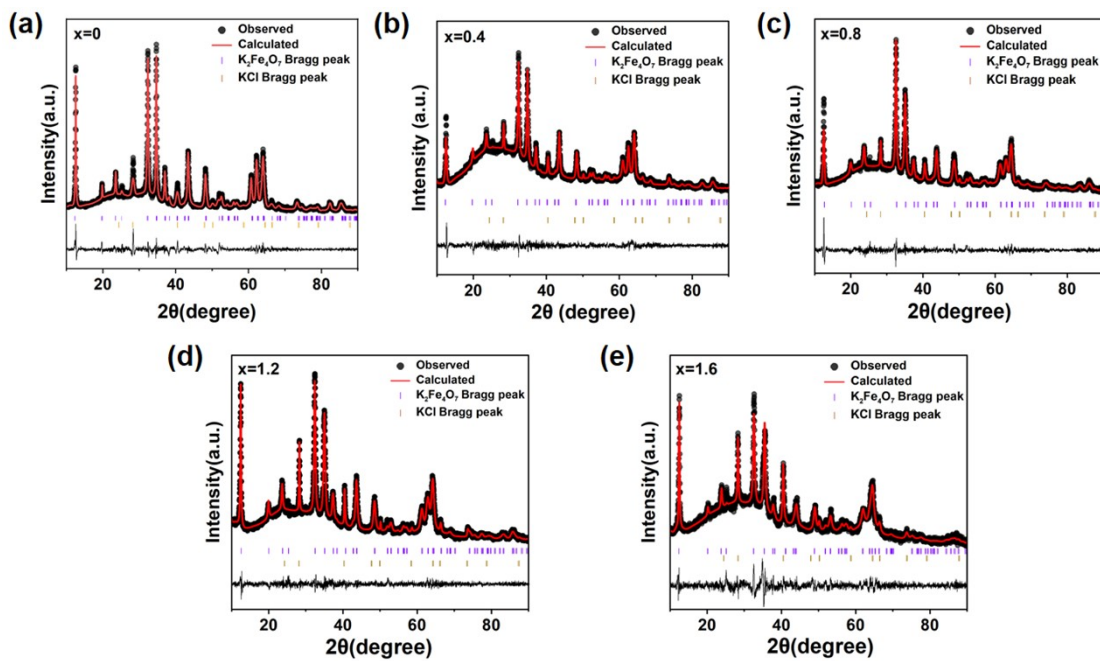 (a)
x=0
Observed
Calculated
K₂Fe₄O₇ Bragg peak
KCl Bragg peak
Intensity(a.u.)
20 40 60 80
2θ(degree)
(b)
x=0.4
Observed
Calculated
K₂Fe₄O₇ Bragg peak
KCl Bragg peak
Intensity(a.u.)
20 40 60 80
2θ (degree)
(c)
x=0.8
Observed
Calculated
K₂Fe₄O₇ Bragg peak
KCl Bragg peak
Intensity(a.u.)
20 40 60 80
2θ(degree)
(d)
x=1.2
Observed
Calculated
K₂Fe₄O₇ Bragg peak
KCl Bragg peak
Intensity(a.u.)
20 40 60 80
2θ(degree)
(e)
x=1.6
Observed
Calculated
K₂Fe₄O₇ Bragg peak
KCl Bragg peak
Intensity(a.u.)
20 40 60 80
2θ(degree)